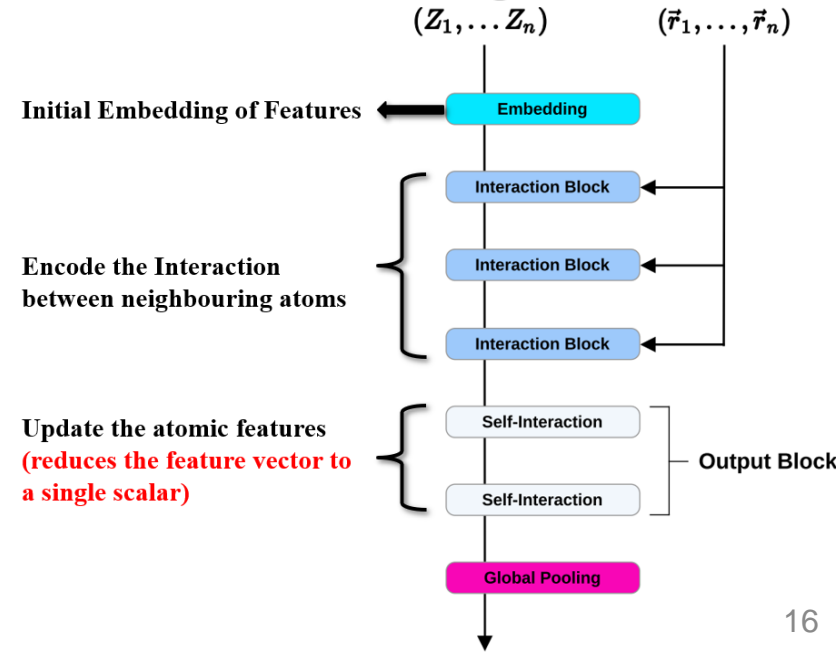 (Z₁, . . . Zₙ)
(r⃗₁, . . . , r⃗ₙ)
Initial Embedding of Features
Embedding
Interaction Block
Encode the Interaction
between neighbouring atoms
Interaction Block
Interaction Block
Update the atomic features
(reduces the feature vector to
a single scalar)
Self-Interaction
Self-Interaction
Output Block
Global Pooling
16